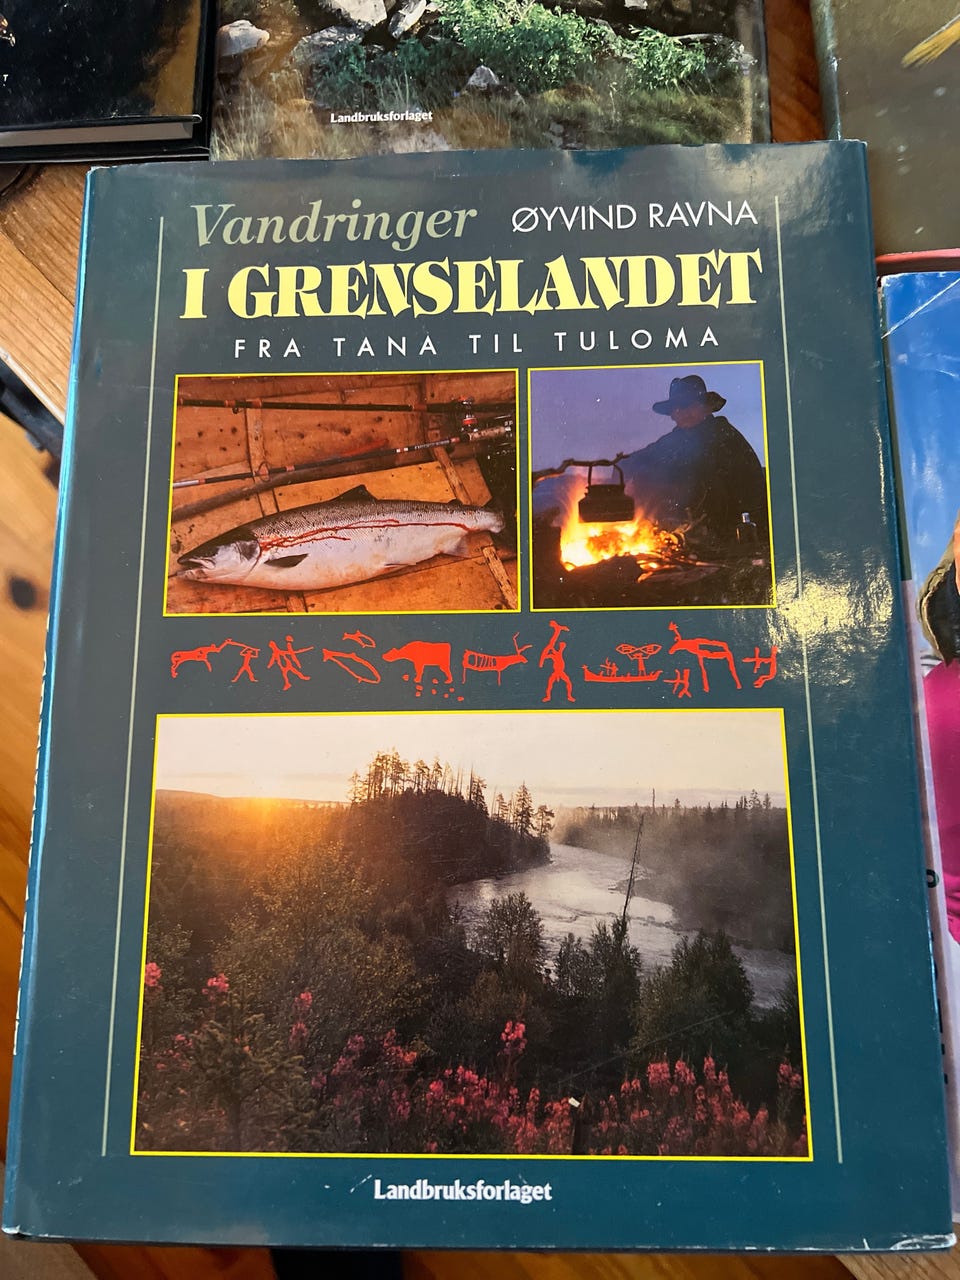 Landbruksforlaget
Vandringer ØYVIND RAVNA
I GRENSELANDET
FRA TANA TIL TULOMA
Landbruksforlaget